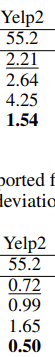 Yelp2
55.2
2.21
2.64
4.25
1.54
ported f
deviatio
Yelp2
55.2
0.72
0.99
1.65
0.50